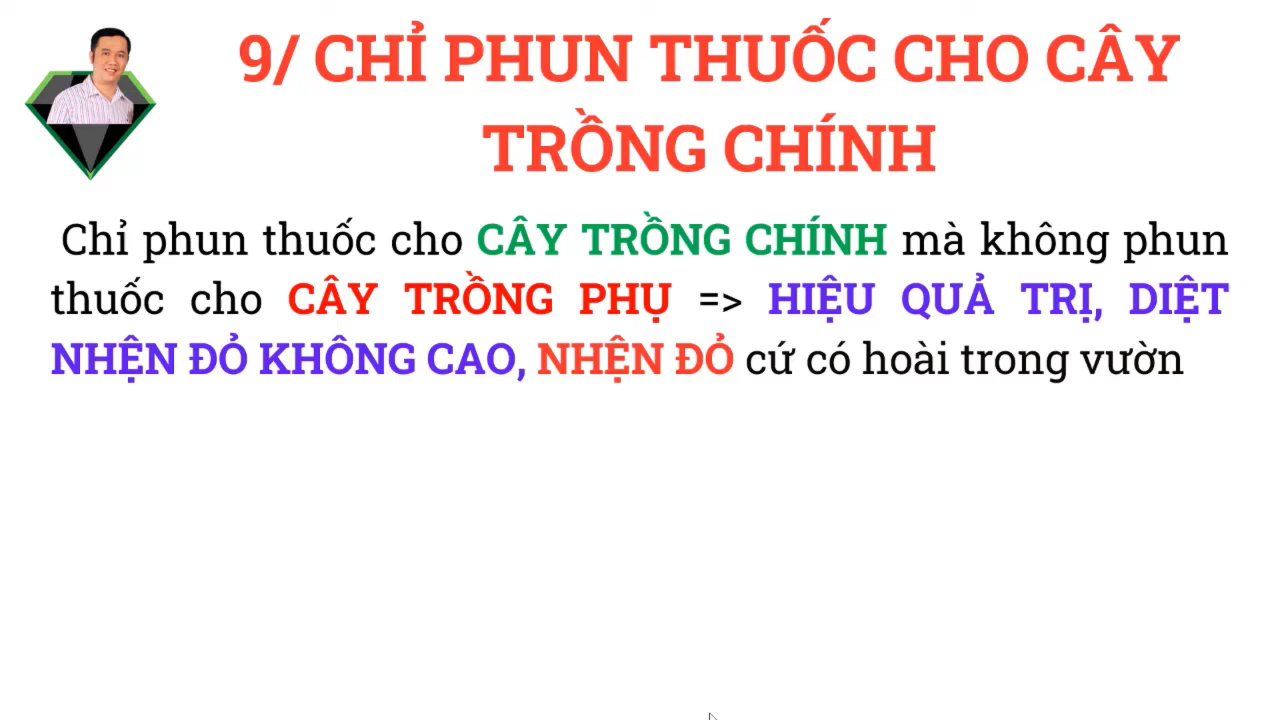 9/ CHỈ PHUN THUỐC CHO CÂY
TRỒNG CHÍNH
Chỉ phun thuốc cho CÂY TRỒNG CHÍNH mà không phun
thuốc cho CÂY TRỒNG PHỤ => HIỆU QUẢ TRỊ, DIỆT
NHỆN ĐỎ KHÔNG CAO, NHỆN ĐỎ cứ có hoài trong vườn